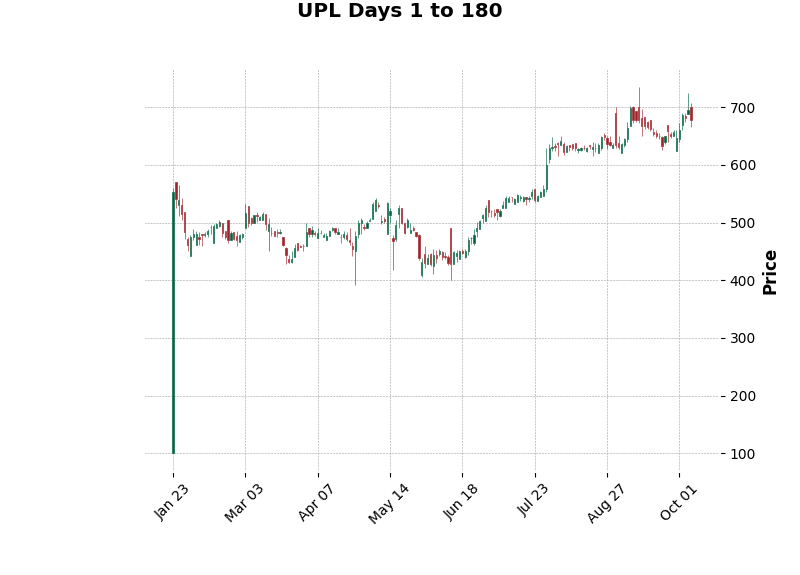 UPL Days 1 to 180
700
600
500
400
300
200
100
Price
Jan 23
Mar 03
Apr 07
May 14
Jun 18
Jul 23
Aug 27
Oct 01